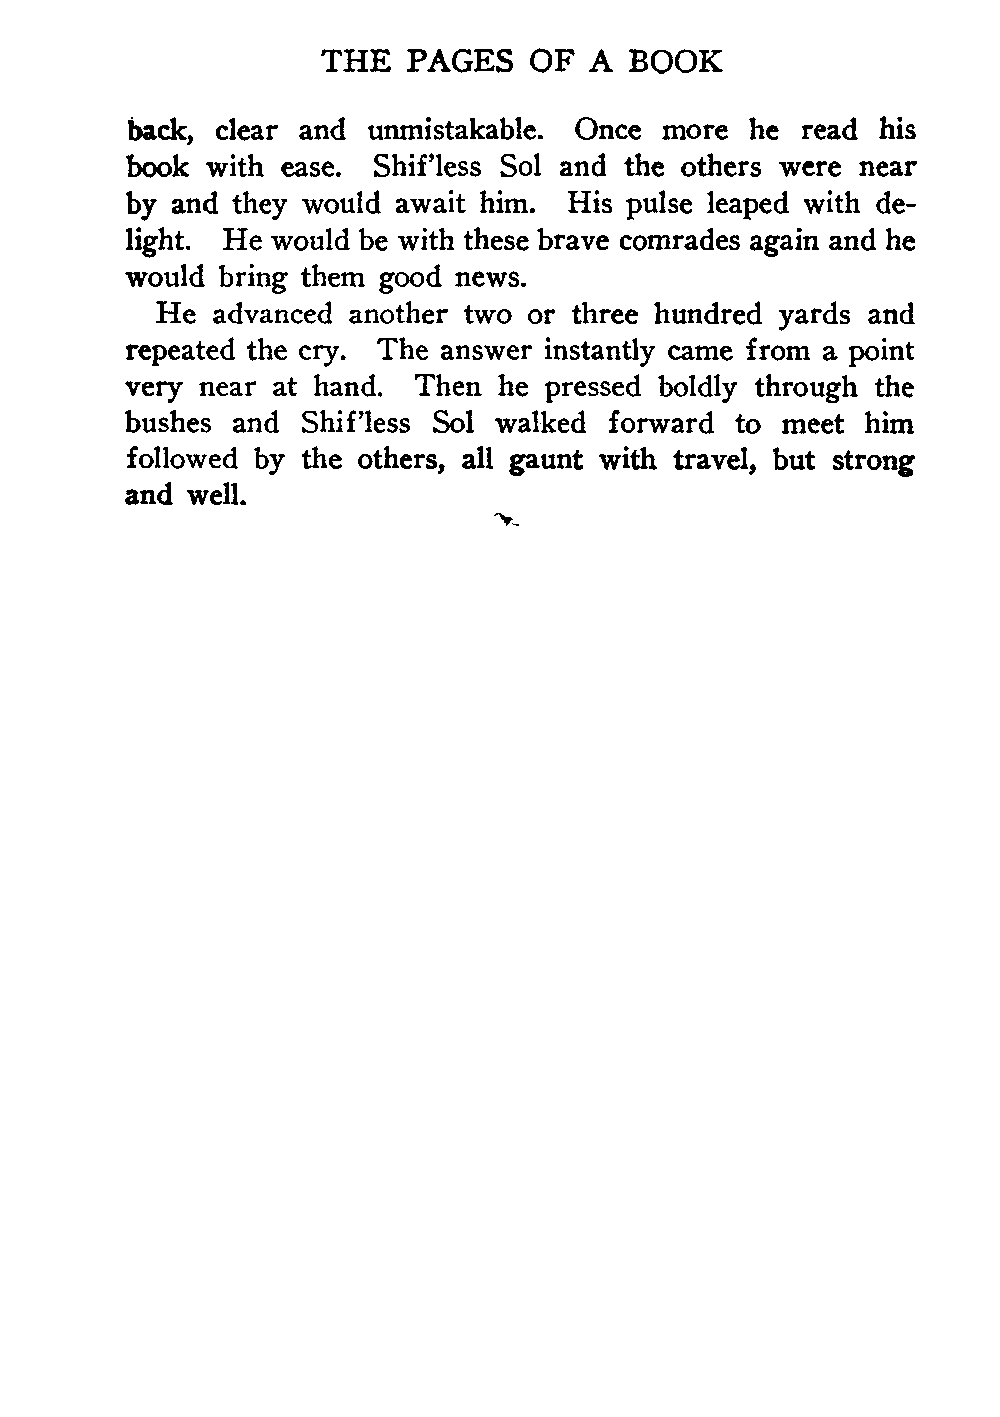 THE PAGES OF A BOOK
back, clear and unmistakable. Once more he read his
book with ease. Shif'less Sol and the others were near
by and they would await him. His pulse leaped with de-
light. He would be with these brave comrades again and he
would bring them good news.
He advanced another two or three hundred yards and
repeated the cry. The answer instantly came from a point
very near at hand. Then he pressed boldly through the
bushes and Shif'less Sol walked forward to meet him
followed by the others, all gaunt with travel, but strong
and well.